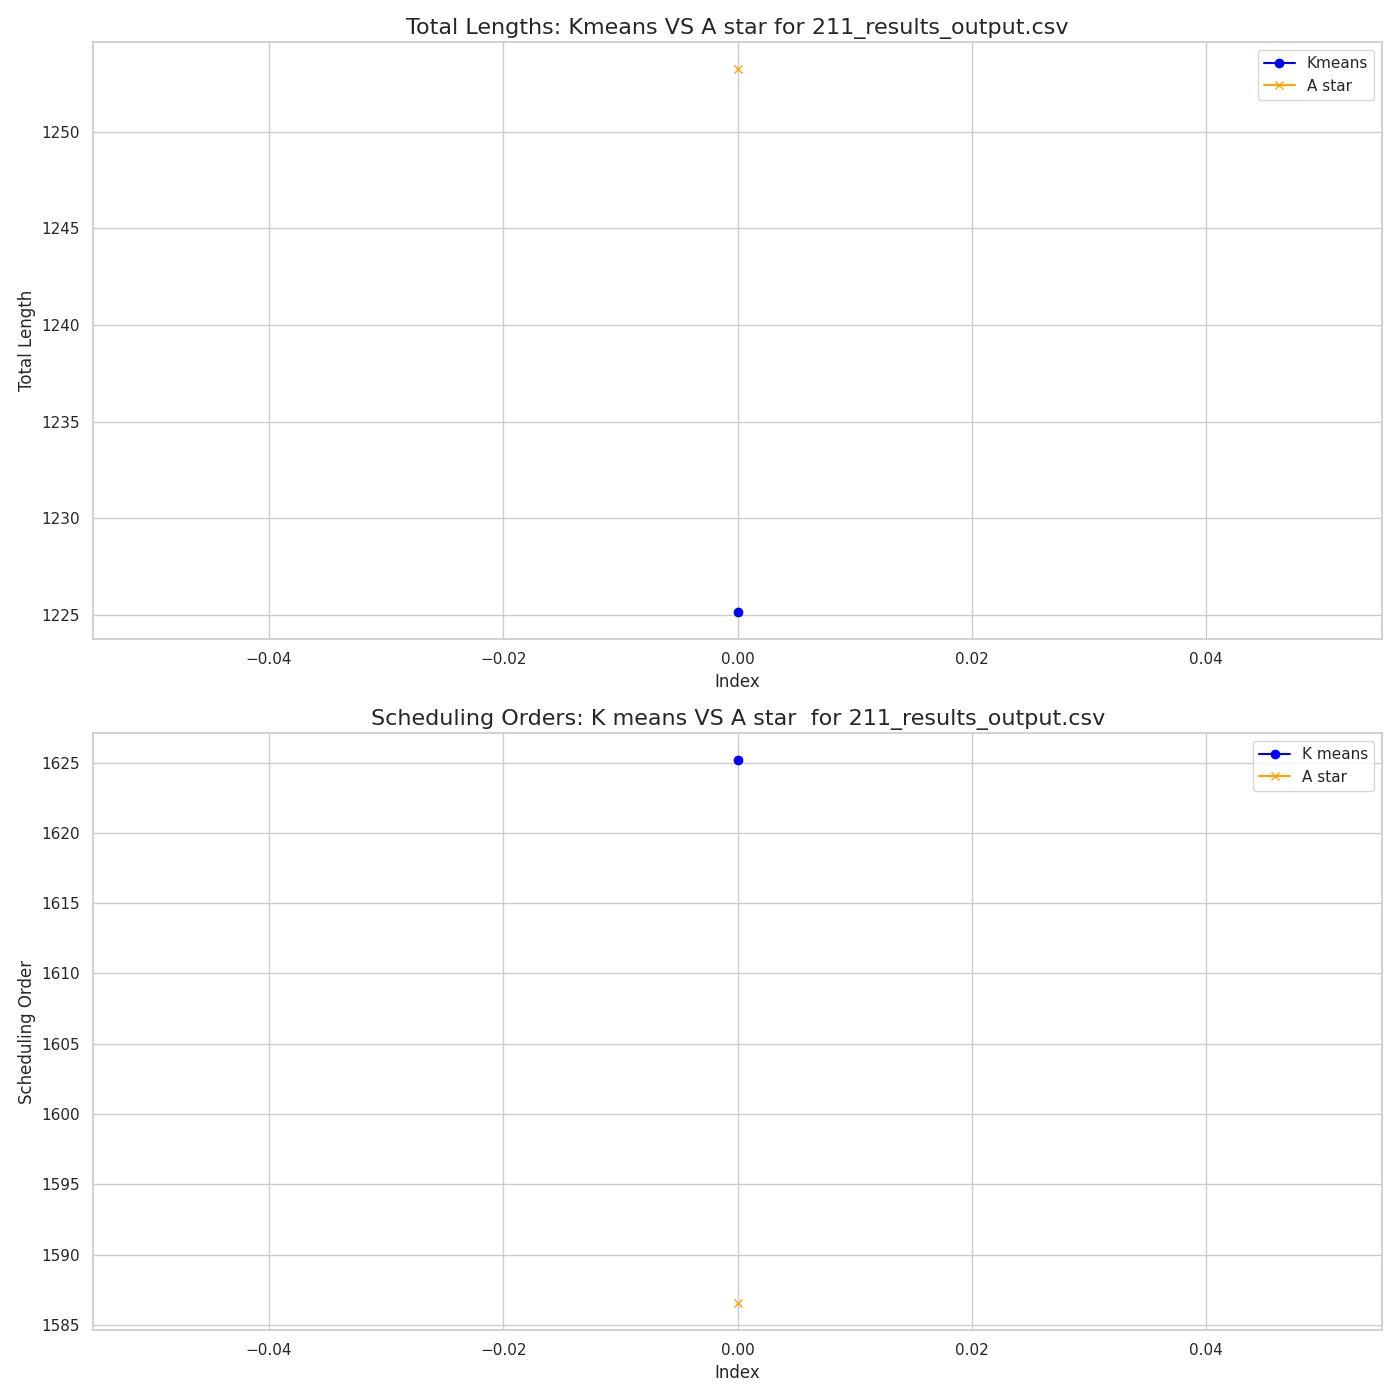 Total Lengths: Kmeans VS A star for 211_results_output.csv
Kmeans
A star
1250
1245
1240
1235
1230
1225
Total Length
−0.04
−0.02
0.00
0.02
0.04
Index
Scheduling Orders: K means VS A star  for 211_results_output.csv
K means
A star
1625
1620
1615
1610
1605
1600
1595
1590
1585
Scheduling Order
−0.04
−0.02
0.00
0.02
0.04
Index